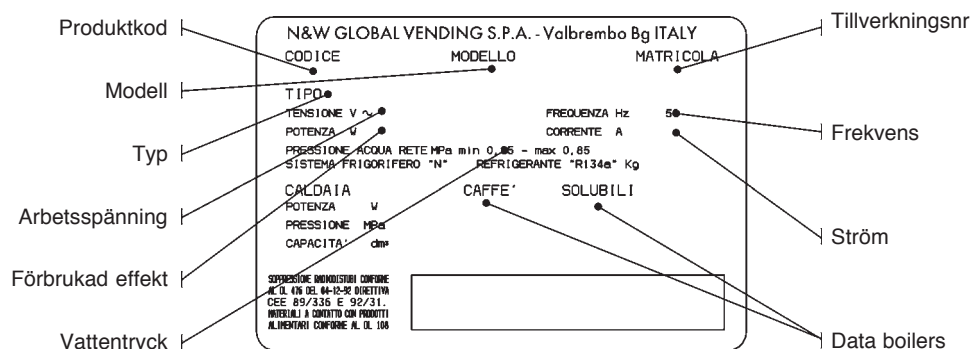 Produktkod
Modell
Typ
Arbetsspänning
Förbrukad effekt
Vattentryck
N&W GLOBAL VENDING S.P.A. - Valbrembo Bg ITALY
CODICE MODELLO MATRICOLA
TIPO
TENSIONE V ~ FREQUENZA Hz 5
POTENZA W CORRENTE A
PRESSIONE ACQUA RETE MPa min 0,05 - max 0,85
SISTEMA FRIGORIFERO "N" REFRIGERANTE "R134a" Kg
CALDAIA CAFFE' SOLUBILI
POTENZA W
PRESSIONE MPa
CAPACITA' dm³
SOPPRESSIONE RADIODISTUBI CONFORME
AL DL 476 DEL 04-12-92 DIRETTIVA
CEE 89/336 E 92/31.
MATERIALI A CONTATTO CON PRODOTTI
ALIMENTARI CONFORME AL DL 108
Tillverkningsnr
Frekvens
Ström
Data boilers